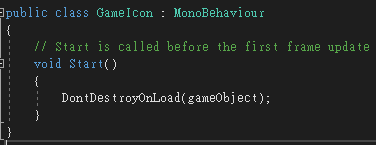 public class GameIcon : MonoBehaviour
{
// Start is called before the first frame update
void Start()
{
DontDestroyOnLoad(gameObject);
}
}